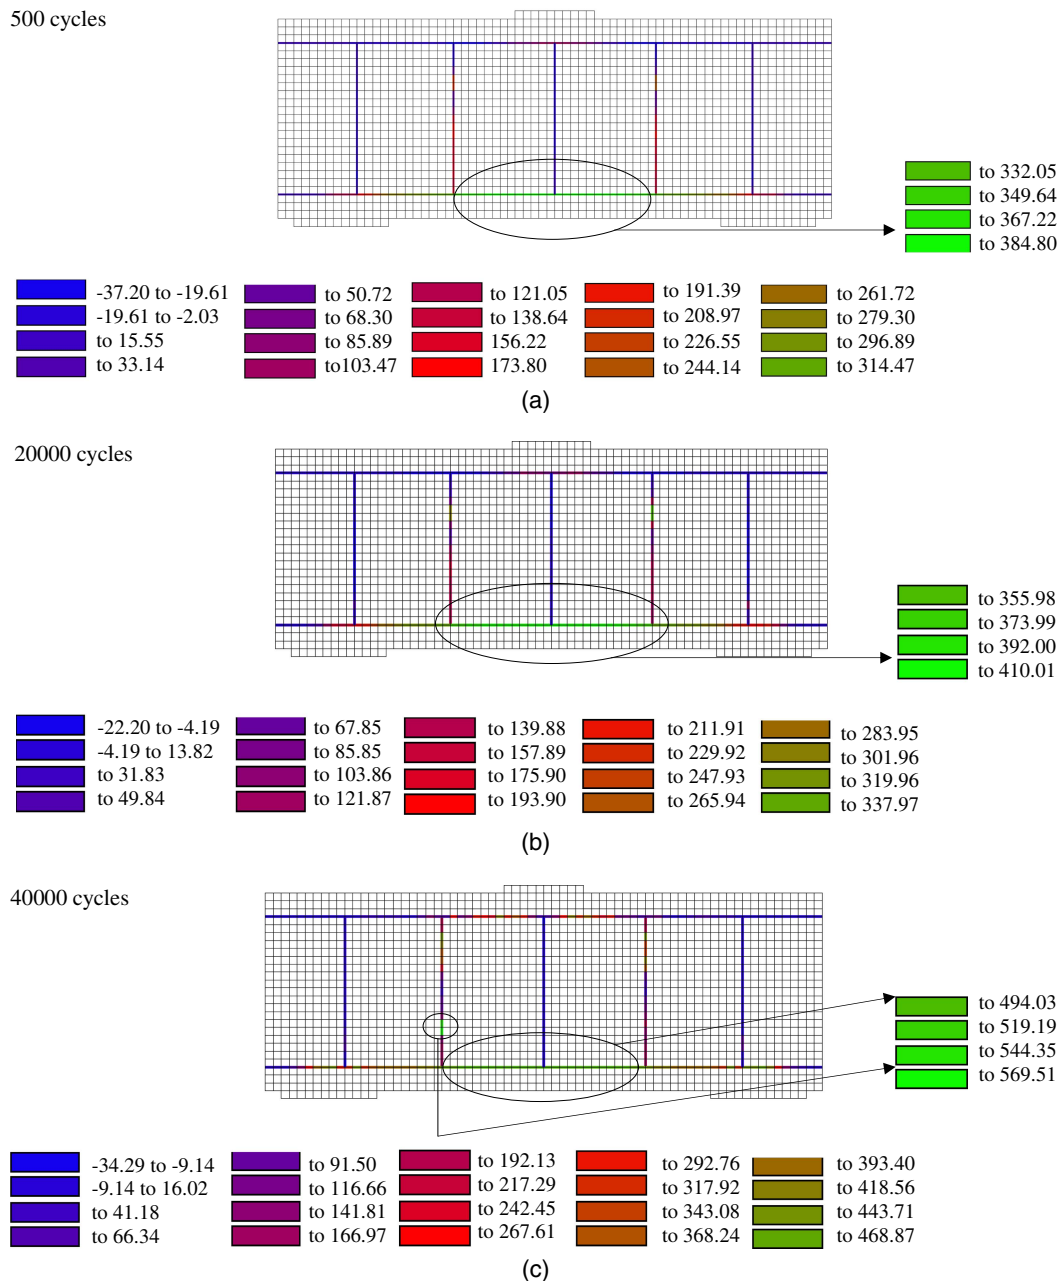 500 cycles
to 332.05
to 349.64
to 367.22
to 384.80
-37.20 to -19.61 to 50.72 to 121.05 to 191.39 to 261.72
-19.61 to -2.03 to 68.30 to 138.64 to 208.97 to 279.30
to 15.55 to 85.89 156.22 to 226.55 to 296.89
to 33.14 to103.47 173.80 to 244.14 to 314.47
(a)
20000 cycles
to 355.98
to 373.99
to 392.00
to 410.01
-22.20 to -4.19 to 67.85 to 139.88 to 211.91 to 283.95
-4.19 to 13.82 to 85.85 to 157.89 to 229.92 to 301.96
to 31.83 to 103.86 to 175.90 to 247.93 to 319.96
to 49.84 to 121.87 to 193.90 to 265.94 to 337.97
(b)
40000 cycles
to 494.03
to 519.19
to 544.35
to 569.51
-34.29 to -9.14 to 91.50 to 192.13 to 292.76 to 393.40
-9.14 to 16.02 to 116.66 to 217.29 to 317.92 to 418.56
to 41.18 to 141.81 to 242.45 to 343.08 to 443.71
to 66.34 to 166.97 to 267.61 to 368.24 to 468.87
(c)